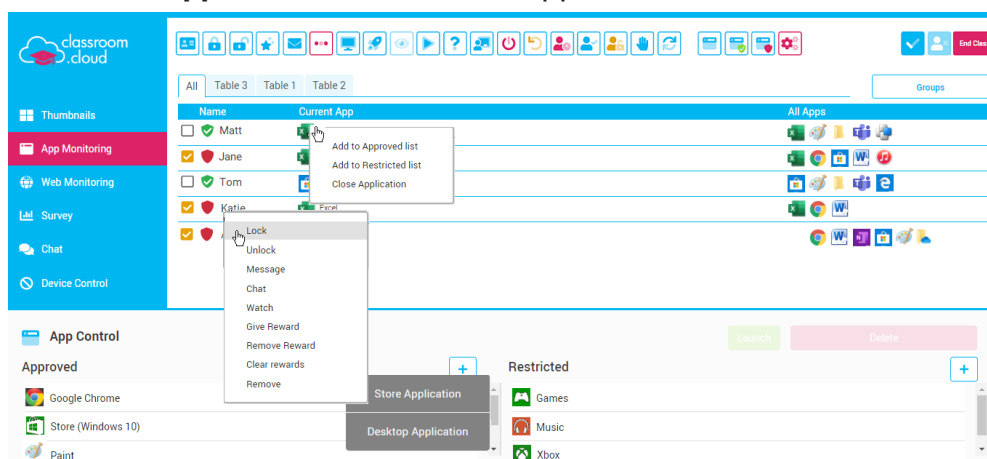 classroom
.cloud
End Clas
All Table 3 Table 1 Table 2
Groups
Name Current App All Apps
Thumbnails
App Monitoring
Web Monitoring
Survey
Chat
Device Control
Matt
Jane
Tom
Katie
Excel
A
Add to Approved list
Add to Restricted list
Close Application
Lock
Unlock
Message
Chat
Watch
Give Reward
Remove Reward
Clear rewards
Remove
App Control
Launch Delete
Approved
+
Restricted
+
Google Chrome
Store (Windows 10)
Paint
Store Application
Desktop Application
Games
Music
Xbox